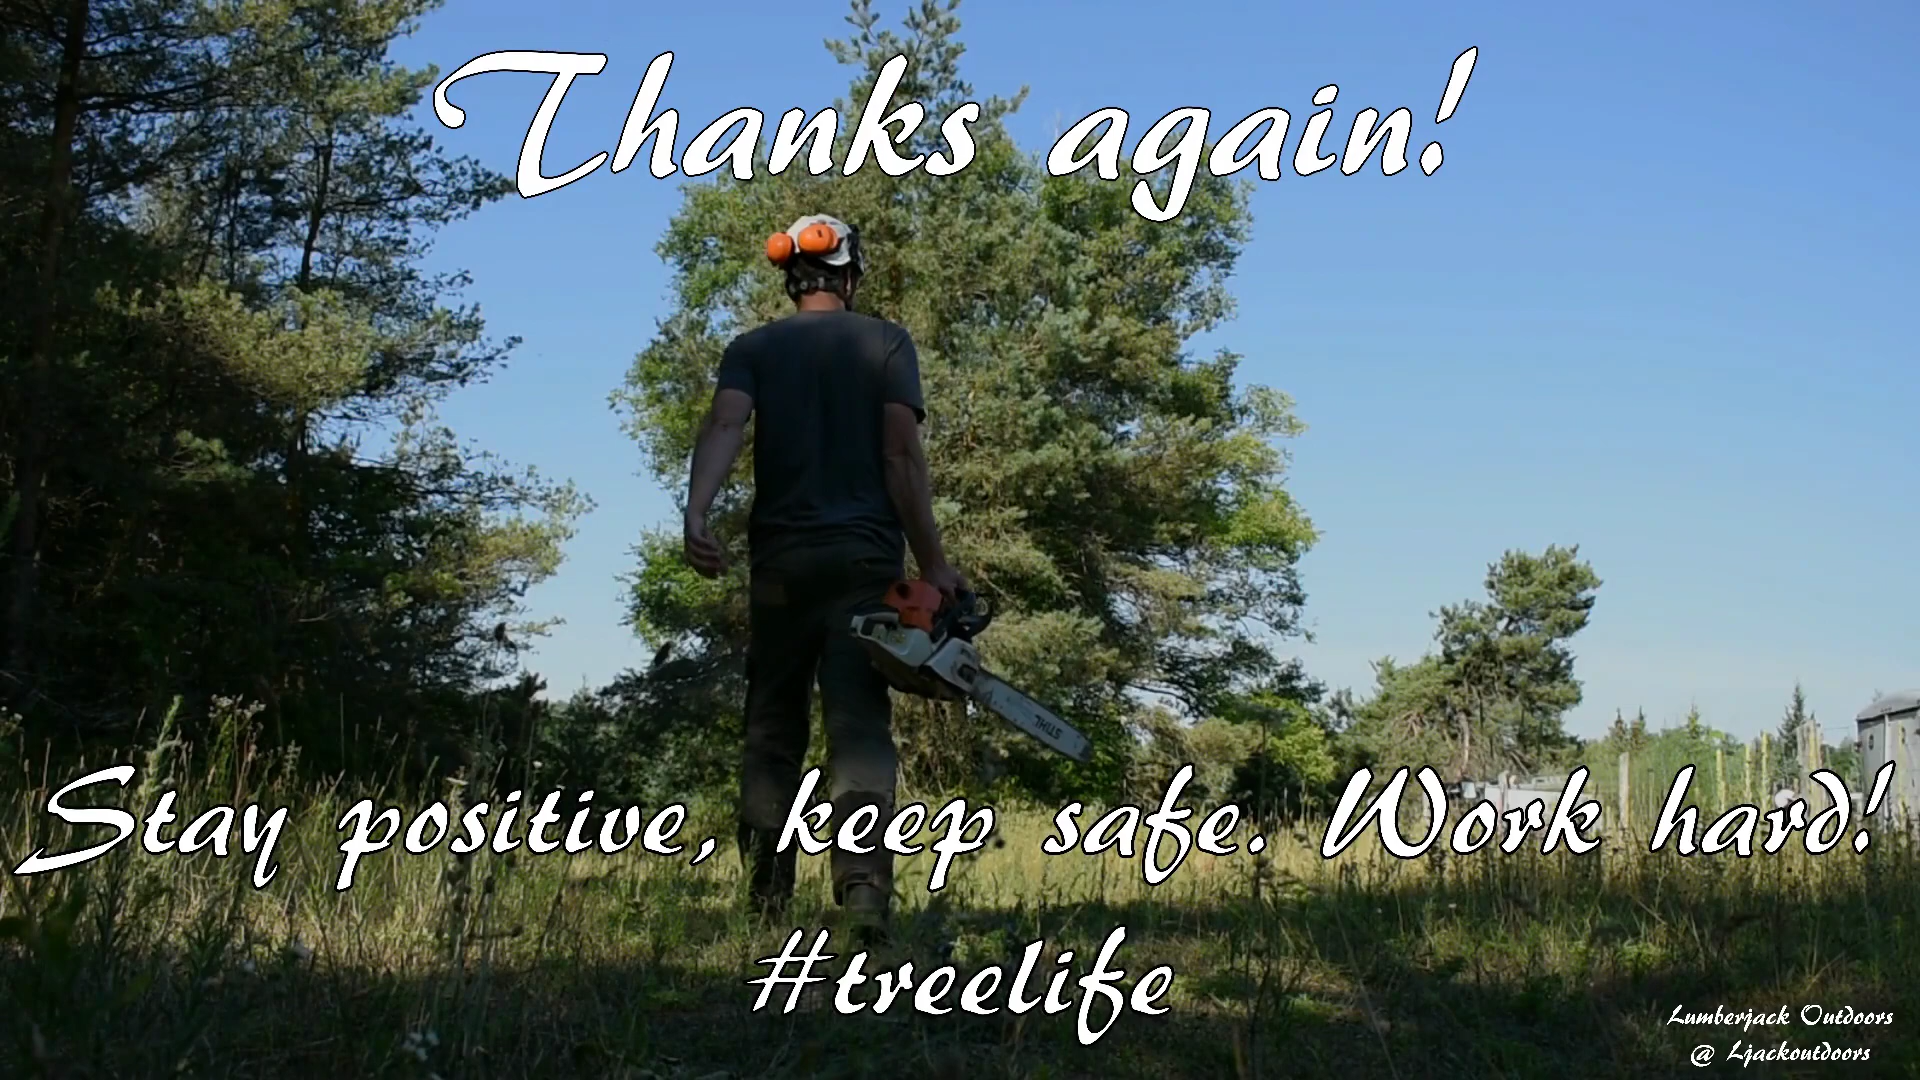 Thanks again!
STIHL
Stay positive, keep safe. Work hard!
#treelife
Lumberjack Outdoors
@ Ljackoutdoors